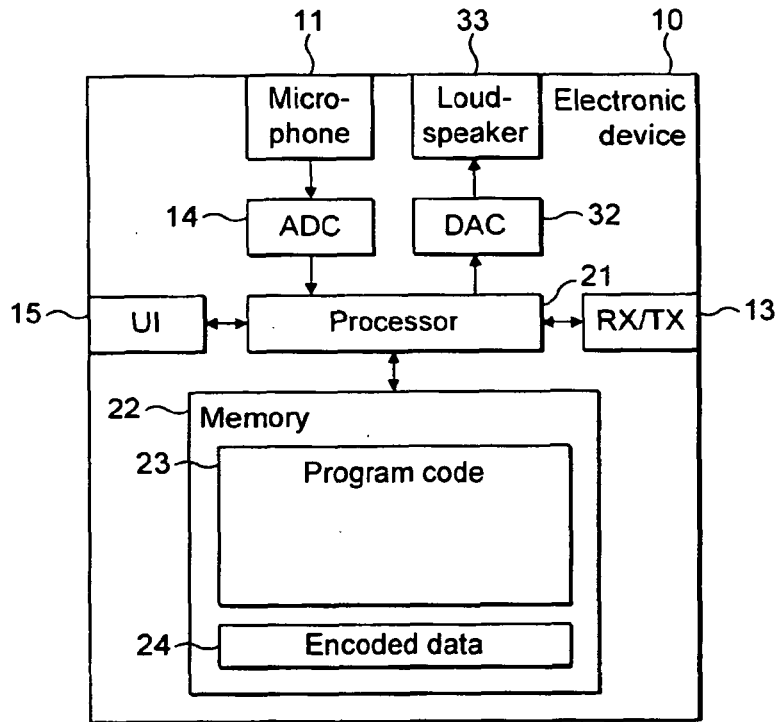 11
33
10
Micro-
phone
Loud-
speaker
Electronic
device
14
ADC
DAC
32
21
15
UI
Processor
RX/TX
13
22
Memory
23
Program code
24
Encoded data